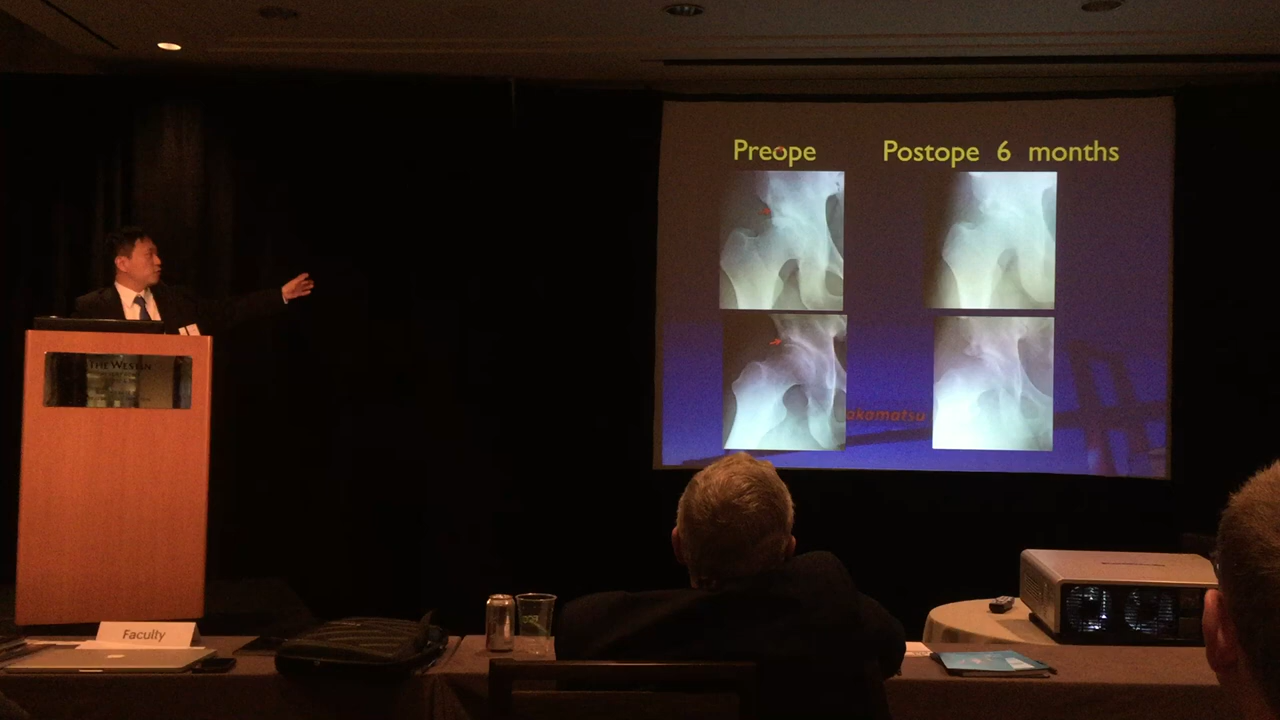 Preope
Postope 6 months
akamatsu
THE WESTIN
Faculty